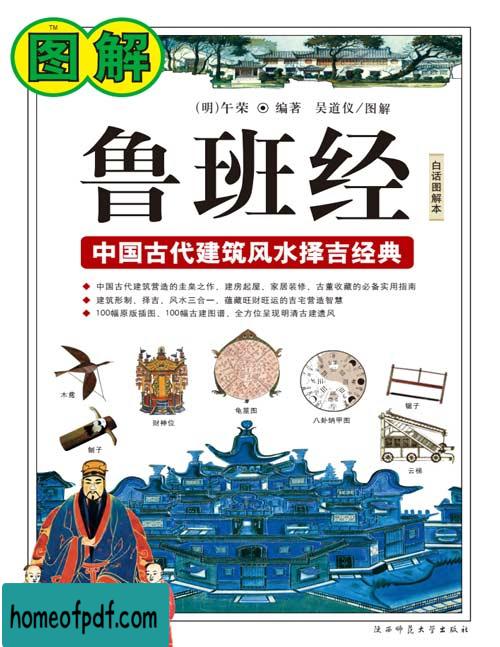 TM
图解
(明)午荣 编著 吴道仪/图解
鲁班经
白话图解本
中国古代建筑风水择吉经典
中国古代建筑营造的圭臬之作，建房起屋、家居装修、古董收藏的必备实用指南
建筑形制、择吉、风水三合一，蕴藏旺财旺运的吉宅营造智慧
100幅原版插图，100幅古建图谱，全方位呈现明清古建遗风
木鸢
财神位
龟筮图
八卦纳甲图
锯子
刨子
云梯
homeofpdf.com
陕西师范大学出版社